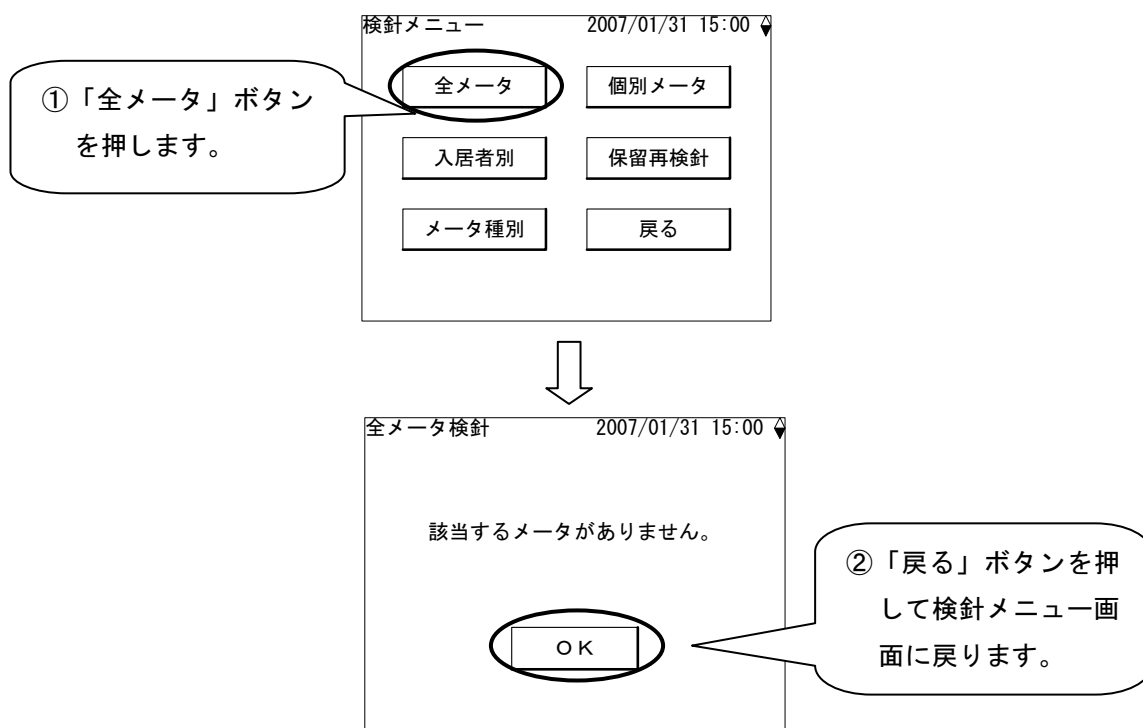 検針メニュー 2007/01/31 15:00
全メータ 個別メータ
①「全メータ」ボタン
を押します。
入居者別 保留再検針
メータ種別 戻る
全メータ検針 2007/01/31 15:00
該当するメータがありません。
②「戻る」ボタンを押
して検針メニュー画
面に戻ります。
OK